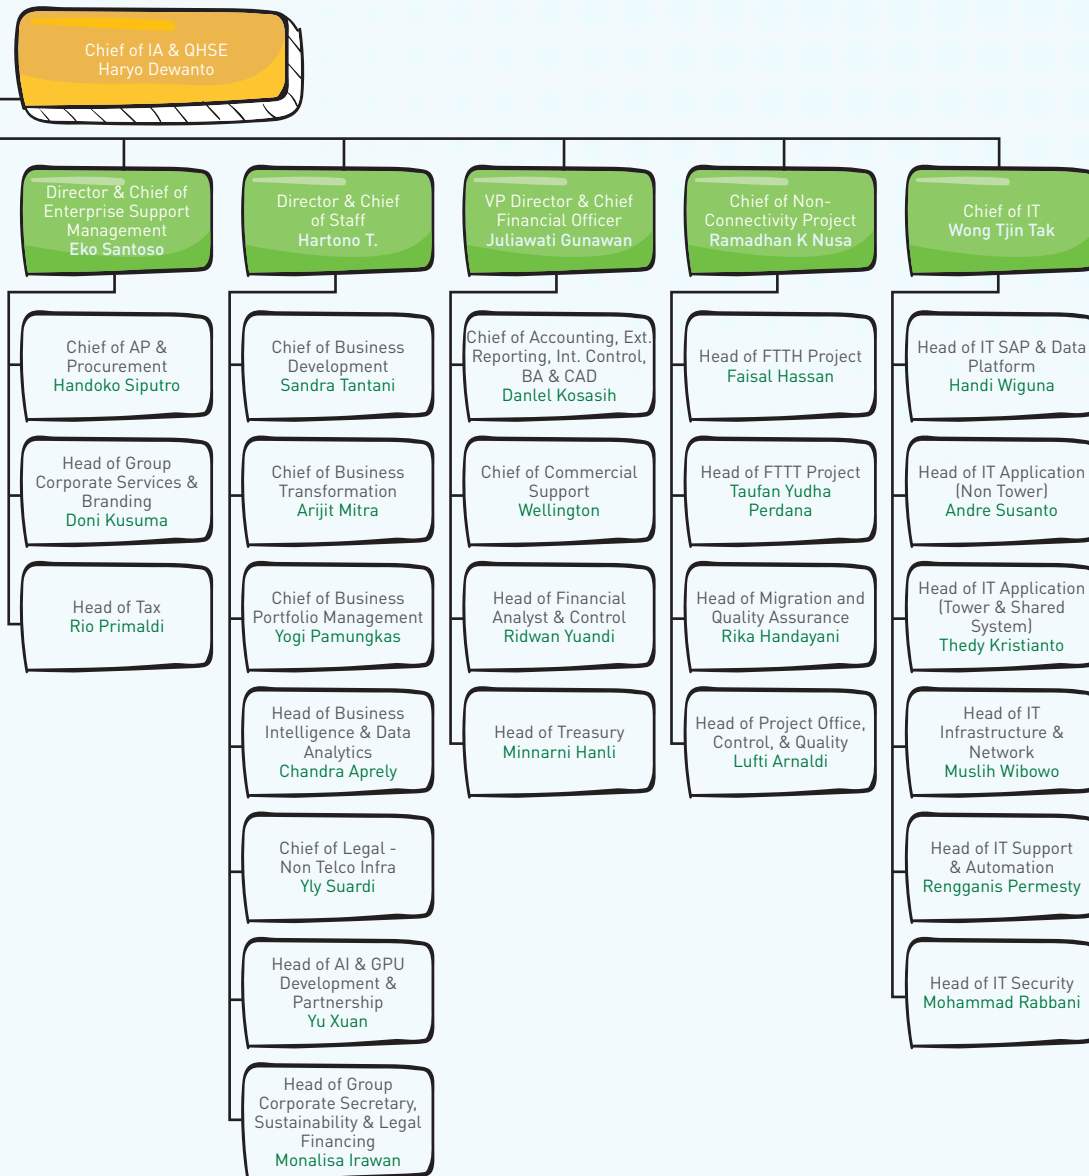 Chief of IA & QHSE
Haryo Dewanto
Director & Chief of
Enterprise Support
Management
Eko Santoso
Chief of AP &
Procurement
Handoko Siputro
Head of Group
Corporate Services &
Branding
Doni Kusuma
Head of Tax
Rio Primaldi
Director & Chief
of Staff
Hartono T.
Chief of Business
Development
Sandra Tantani
Chief of Business
Transformation
Arijit Mitra
Chief of Business
Portfolio Management
Yogi Pamungkas
Head of Business
Intelligence & Data
Analytics
Chandra Aprely
Chief of Legal -
Non Telco Infra
Yly Suardi
Head of AI & GPU
Development &
Partnership
Yu Xuan
Head of Group
Corporate Secretary,
Sustainability & Legal
Financing
Monalisa Irawan
VP Director & Chief
Financial Officer
Juliawati Gunawan
Chief of Accounting, Ext.
Reporting, Int. Control,
BA & CAD
Danlel Kosasih
Chief of Commercial
Support
Wellington
Head of Financial
Analyst & Control
Ridwan Yuandi
Head of Treasury
Minnarni Hanli
Chief of Non-
Connectivity Project
Ramadhan K Nusa
Head of FTTH Project
Faisal Hassan
Head of FTTT Project
Taufan Yudha
Perdana
Head of Migration and
Quality Assurance
Rika Handayani
Head of Project Office,
Control, & Quality
Lufti Arnaldi
Chief of IT
Wong Tjin Tak
Head of IT SAP & Data
Platform
Handi Wiguna
Head of IT Application
(Non Tower)
Andre Susanto
Head of IT Application
(Tower & Shared
System)
Thedy Kristianto
Head of IT
Infrastructure &
Network
Muslih Wibowo
Head of IT Support
& Automation
Rengganis Permesty
Head of IT Security
Mohammad Rabbani